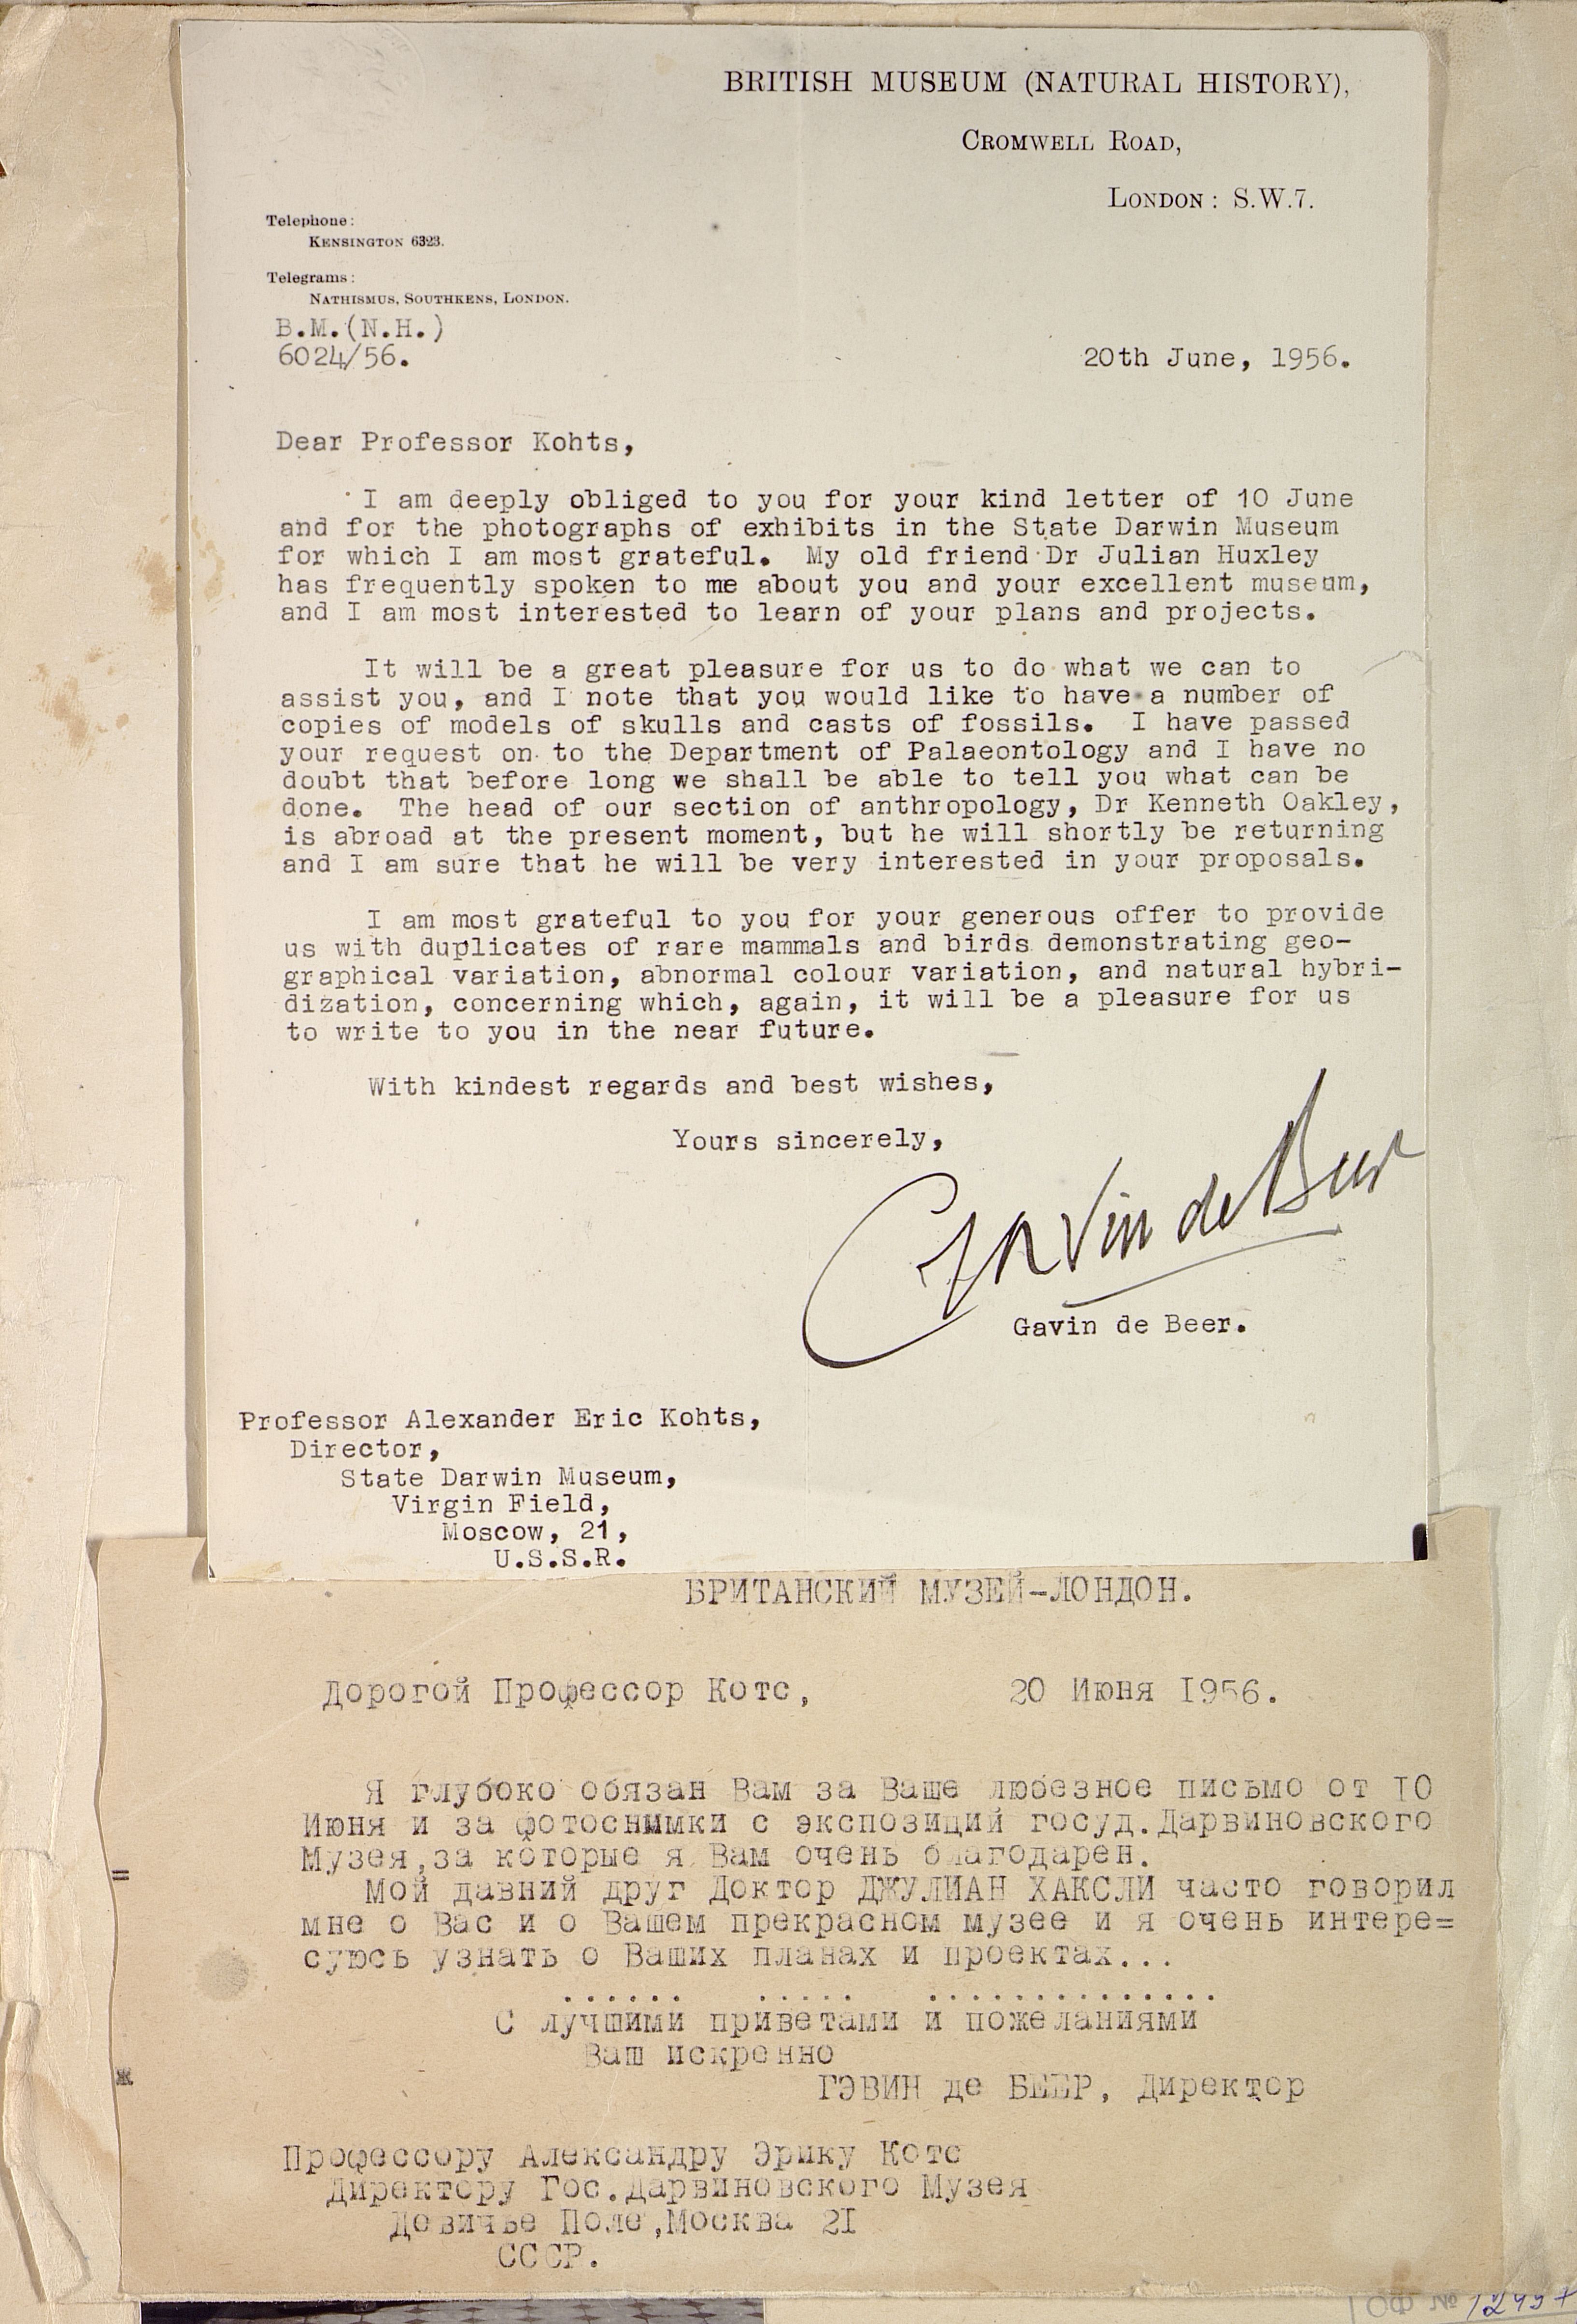 BRITISH MUSEUM (NATURAL HISTORY),
CROMWELL ROAD,
LONDON: S.W.7.
Telephone:
KENSINGTON 6323.
Telegrams:
NATHISMUS, SOUTHKENS, LONDON.
B.M.(N.H.)
6024/56.
20th June, 1956.
Dear Professor Kohts,
I am deeply obliged to you for your kind letter of 10 June
and for the photographs of exhibits in the State Darwin Museum
for which I am most grateful. My old friend Dr Julian Huxley
has frequently spoken to me about you and your excellent museum,
and I am most interested to learn of your plans and projects.
It will be a great pleasure for us to do what we can to
assist you, and I note that you would like to have a number of
copies of models of skulls and casts of fossils. I have passed
your request on to the Department of Palaeontology and I have no
doubt that before long we shall be able to tell you what can be
done. The head of our section of anthropology, Dr Kenneth Oakley,
is abroad at the present moment, but he will shortly be returning
and I am sure that he will be very interested in your proposals.
I am most grateful to you for your generous offer to provide
us with duplicates of rare mammals and birds demonstrating geo-
graphical variation, abnormal colour variation, and natural hybri-
dization, concerning which, again, it will be a pleasure for us
to write to you in the near future.
With kindest regards and best wishes,
Yours sincerely,
Gavin de Beer
Gavin de Beer.
Professor Alexander Eric Kohts,
Director,
State Darwin Museum,
Virgin Field,
Moscow, 21,
U.S.S.R.
БРИТАНСКИЙ МУЗЕЙ-ЛОНДОН.
Дорогой Профессор Котс, 20 Июня I956.
Я глубоко обязан Вам за Ваше любезное письмо от I0
Июня и за фотоснимки с экспозиций госуд.Дарвиновского
Музея,за которые я Вам очень благодарен.
Мой давний друг Доктор ДЖУЛИАН ХАКСЛИ часто говорил
мне о Вас и о Вашем прекрасном музее и я очень интере=
суюсь узнать о Ваших планах и проектах...
...... ..... ..............
С лучшими приветами и пожеланиями
Ваш искренно
ГЭВИН де БЕЕР, Директор
Профессору Александру Эрику Котс
Директору Гос.Дарвиновского Музея
Девичье Поле,Москва 2I
СССР.
ОФ №